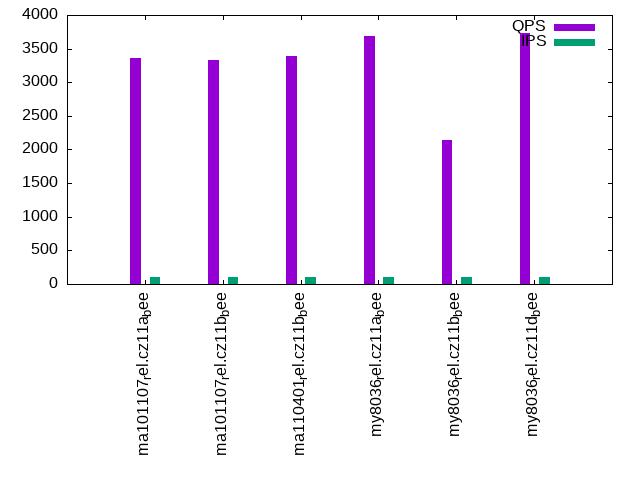 4000
3500
3000
2500
2000
1500
1000
500
0
QPS
IPS
ma101107rel.cz11abee
ma101107rel.cz11bbee
ma110401rel.cz11bbee
my8036rel.cz11abee
my8036rel.cz11bbee
my8036rel.cz11dbee